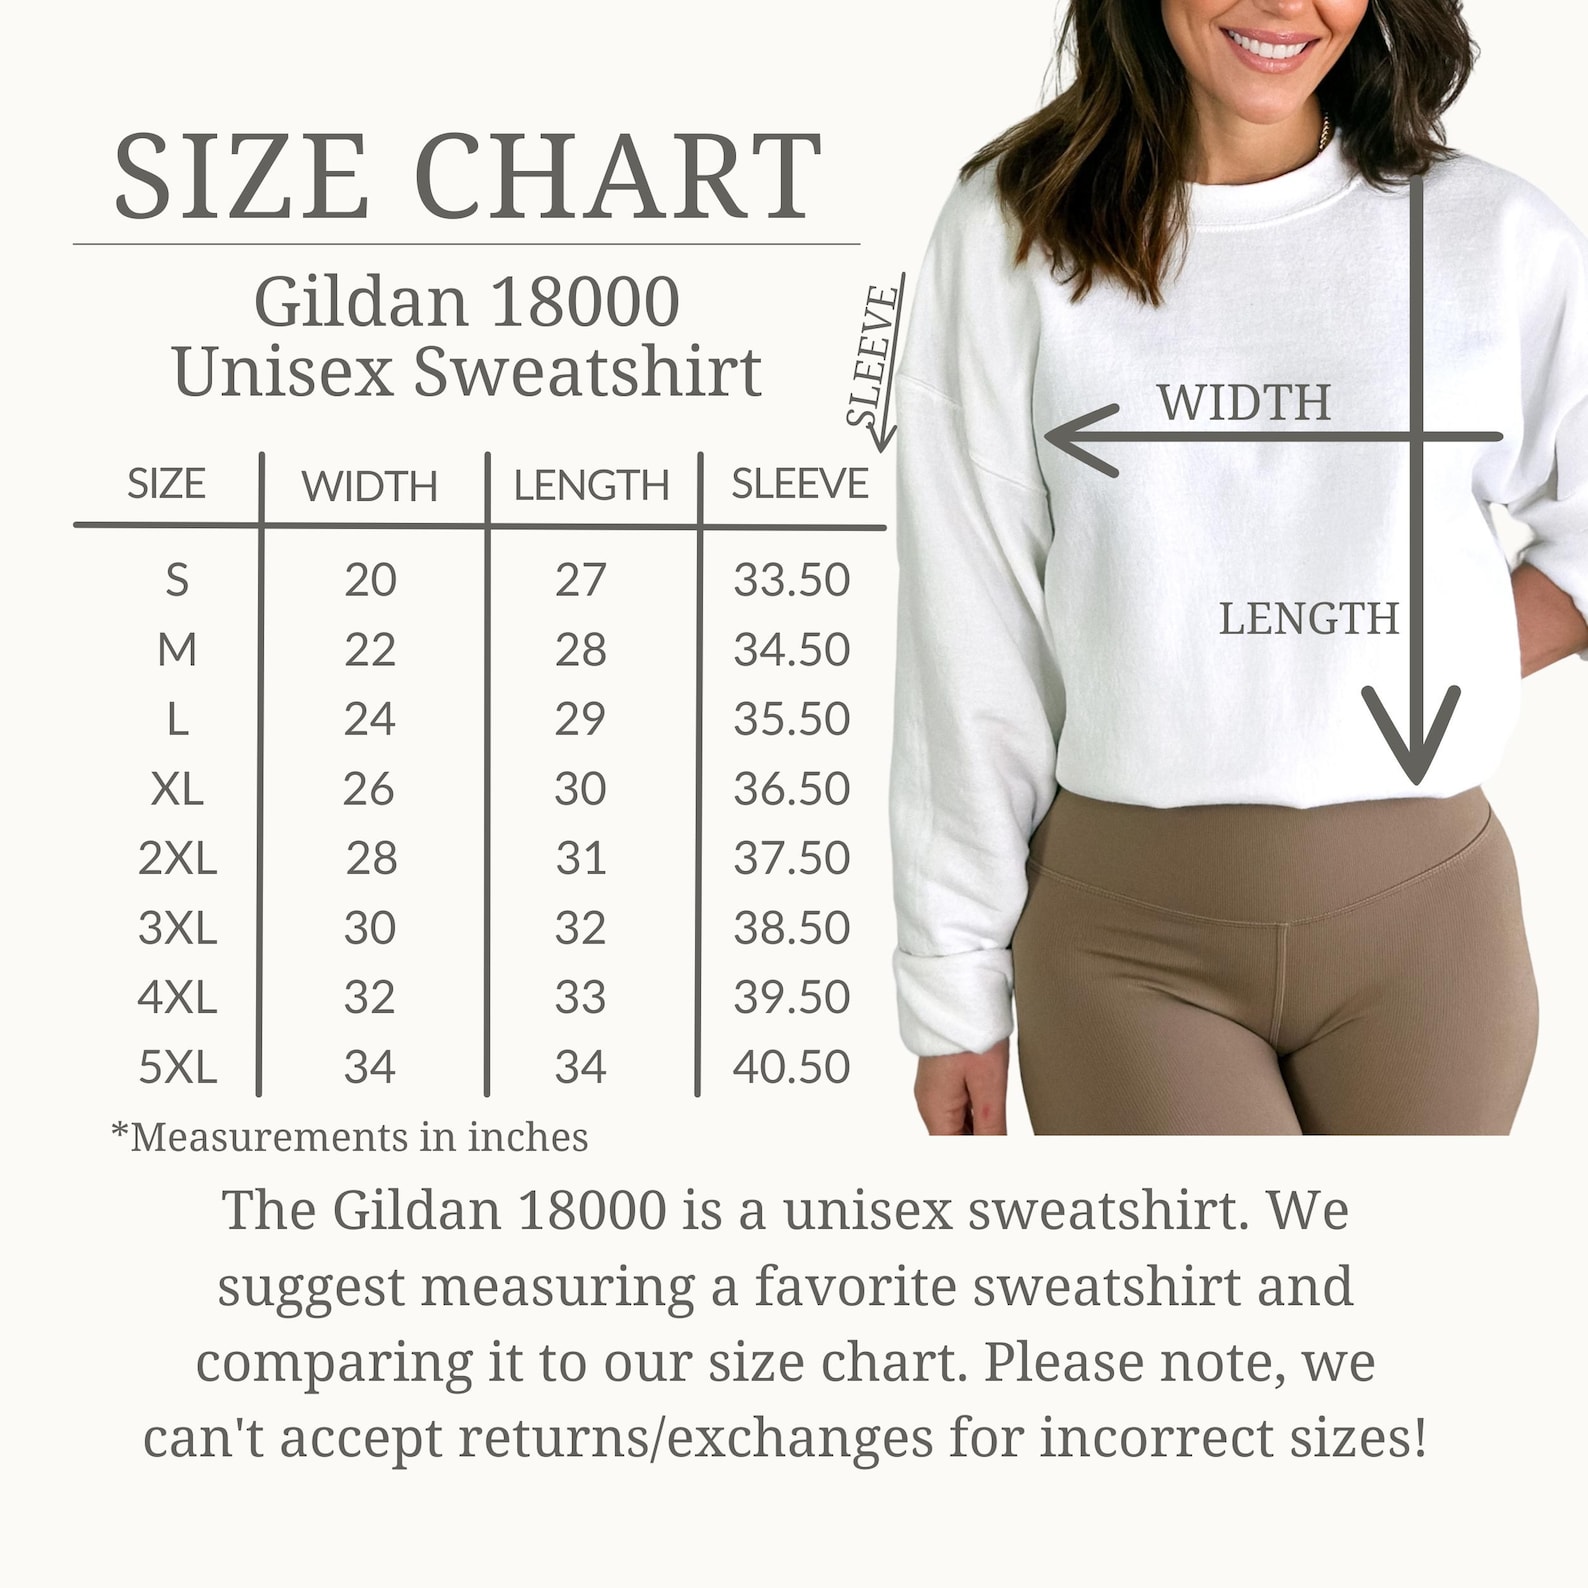 SIZE CHART
Gildan 18000
Unisex Sweatshirt
SIZE WIDTH LENGTH SLEEVE
S 20 27 33.50
M 22 28 34.50
L 24 29 35.50
XL 26 30 36.50
2XL 28 31 37.50
3XL 30 32 38.50
4XL 32 33 39.50
5XL 34 34 40.50
*Measurements in inches
SLEEVE
WIDTH
LENGTH
The Gildan 18000 is a unisex sweatshirt. We
suggest measuring a favorite sweatshirt and
comparing it to our size chart. Please note, we
can't accept returns/exchanges for incorrect sizes!